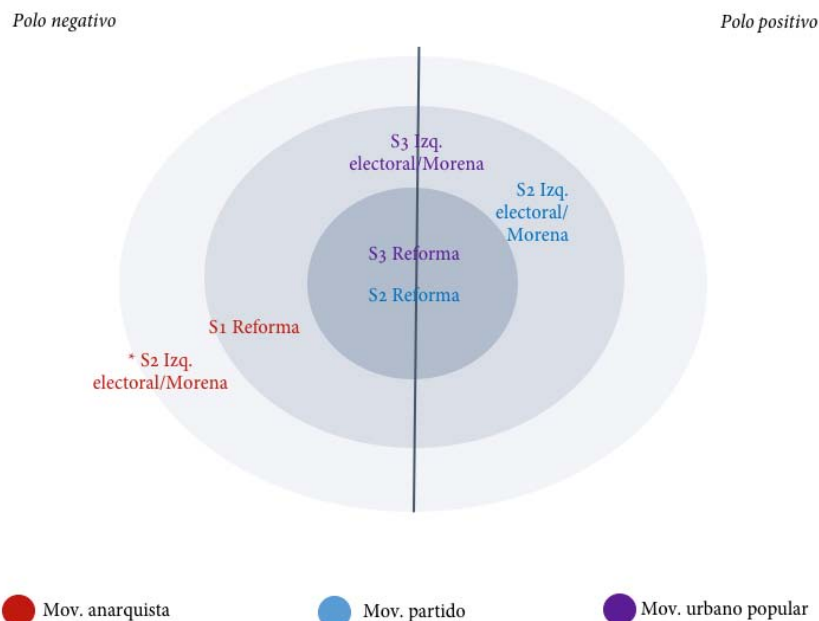 Polo negativo
Polo positivo
S3 Izq.
electoral/Morena
S2 Izq.
electoral/
Morena
S3 Reforma
S2 Reforma
S1 Reforma
* S2 Izq.
electoral/Morena
Mov. anarquista
Mov. partido
Mov. urbano popular